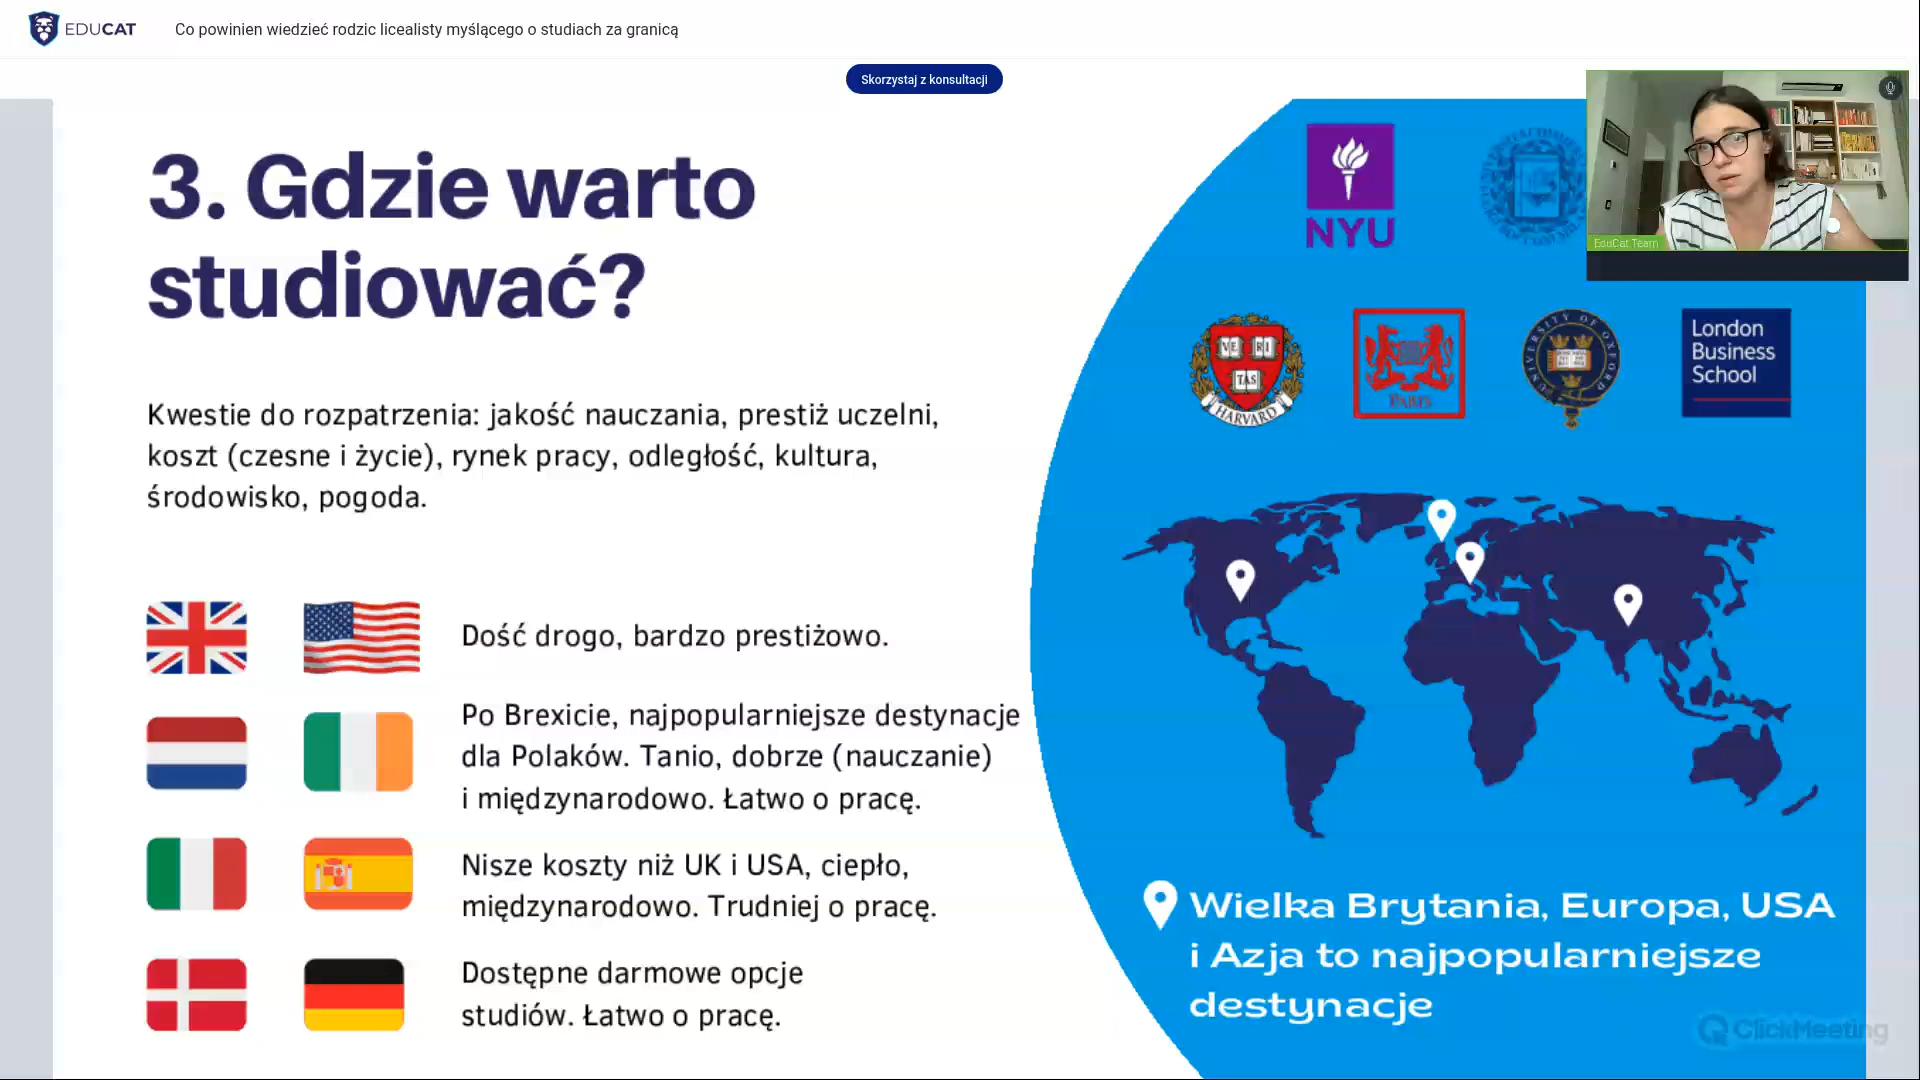 EDUCAT
Co powinien wiedzieć rodzic licealisty myślącego o studiach za granicą
Skorzystaj z konsultacji
3. Gdzie warto
studiować?
Kwestie do rozpatrzenia: jakość nauczania, prestiż uczelni,
koszt (czesne i życie), rynek pracy, odległość, kultura,
środowisko, pogoda.
Dość drogo, bardzo prestiżowo.
Po Brexicie, najpopularniejsze destynacje
dla Polaków. Tanio, dobrze (nauczanie)
i międzynarodowo. Łatwo o pracę.
Nisze koszty niż UK i USA, ciepło,
międzynarodowo. Trudniej o pracę.
Dostępne darmowe opcje
studiów. Łatwo o pracę.
NYU
EduCat Team
VE RI
TAS
HARVARD
PARIS
UNIVERSITY OF OXFORD
London
Business
School
Wielka Brytania, Europa, USA
i Azja to najpopularniejsze
destynacje
ClickMeeting